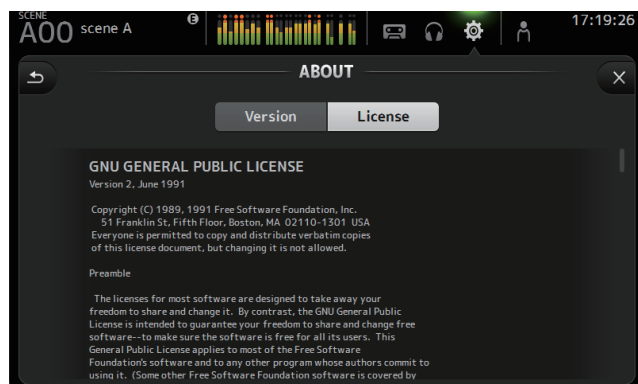 SCENE
A00 scene A
E
17:19:26
ABOUT
Version
License
GNU GENERAL PUBLIC LICENSE
Version 2, June 1991
Copyright (C) 1989, 1991 Free Software Foundation, Inc.
51 Franklin St, Fifth Floor, Boston, MA 02110-1301 USA
Everyone is permitted to copy and distribute verbatim copies
of this license document, but changing it is not allowed.
Preamble
The licenses for most software are designed to take away your
freedom to share and change it. By contrast, the GNU General Public
License is intended to guarantee your freedom to share and change free
software--to make sure the software is free for all its users. This
General Public License applies to most of the Free Software
Foundation's software and to any other program whose authors commit to
using it. (Some other Free Software Foundation software is covered by